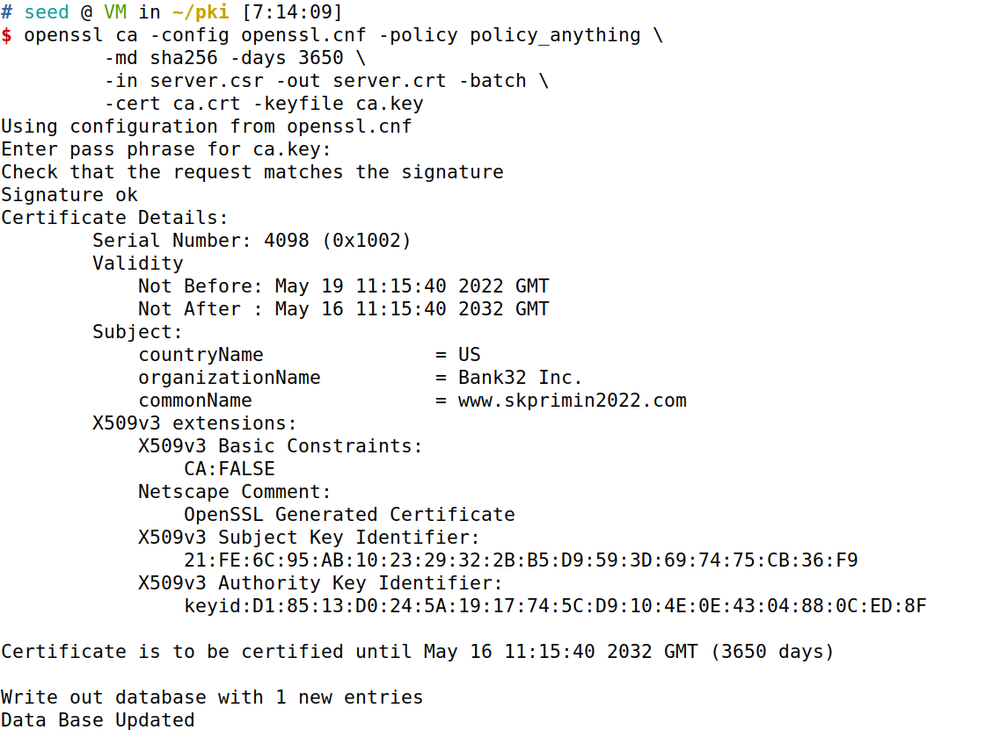 # seed @ VM in ~/pki [7:14:09]
$ openssl ca -config openssl.cnf -policy policy_anything \
         -md sha256 -days 3650 \
         -in server.csr -out server.crt -batch \
         -cert ca.crt -keyfile ca.key
Using configuration from openssl.cnf
Enter pass phrase for ca.key:
Check that the request matches the signature
Signature ok
Certificate Details:
        Serial Number: 4098 (0x1002)
        Validity
            Not Before: May 19 11:15:40 2022 GMT
            Not After : May 16 11:15:40 2032 GMT
        Subject:
            countryName               = US
            organizationName          = Bank32 Inc.
            commonName                = www.skprimin2022.com
        X509v3 extensions:
            X509v3 Basic Constraints:
                CA:FALSE
            Netscape Comment:
                OpenSSL Generated Certificate
            X509v3 Subject Key Identifier:
                21:FE:6C:95:AB:10:23:29:32:2B:B5:D9:59:3D:69:74:75:CB:36:F9
            X509v3 Authority Key Identifier:
                keyid:D1:85:13:D0:24:5A:19:17:74:5C:D9:10:4E:0E:43:04:88:0C:ED:8F
Certificate is to be certified until May 16 11:15:40 2032 GMT (3650 days)
Write out database with 1 new entries
Data Base Updated